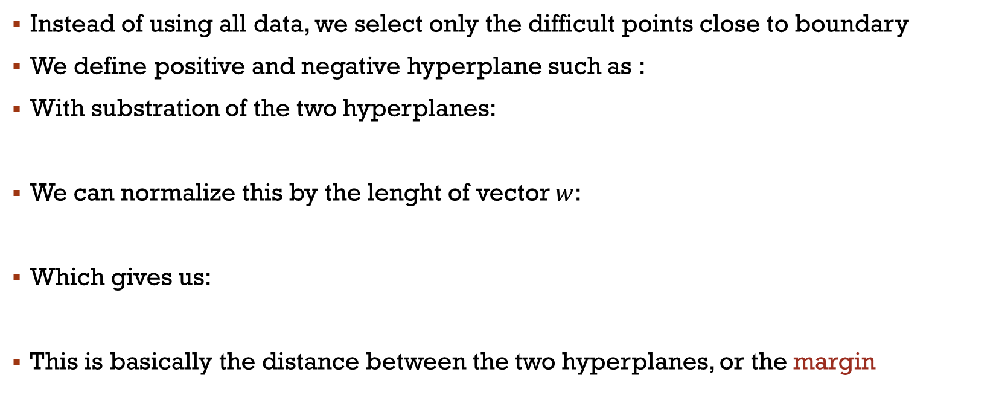 ▪ Instead of using all data, we select only the difficult points close to boundary
▪ We define positive and negative hyperplane such as :
▪ With substration of the two hyperplanes:
▪ We can normalize this by the lenght of vector w:
▪ Which gives us:
▪ This is basically the distance between the two hyperplanes, or the margin